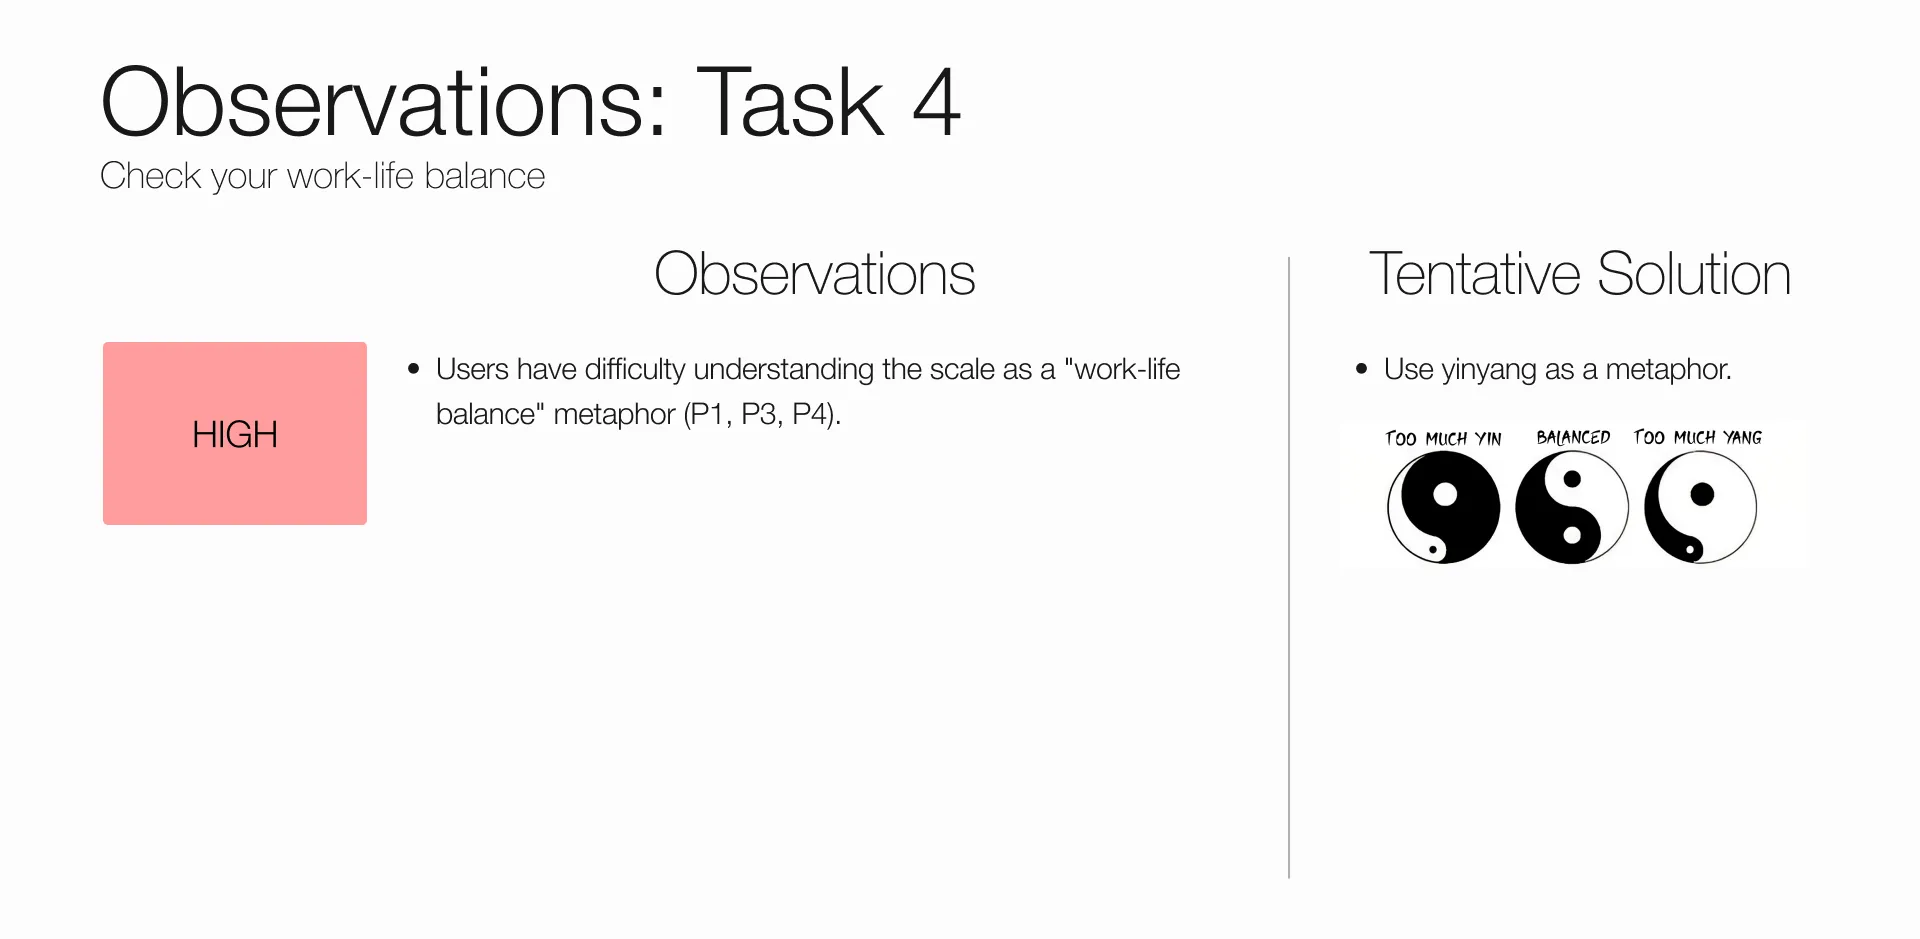 Observations: Task 4
Check your work-life balance
Observations
HIGH
• Users have difficulty understanding the scale as a "work-life
balance" metaphor (P1, P3, P4).
Tentative Solution
• Use yinyang as a metaphor.
TOO MUCH YIN
BALANCED
TOO MUCH YANG